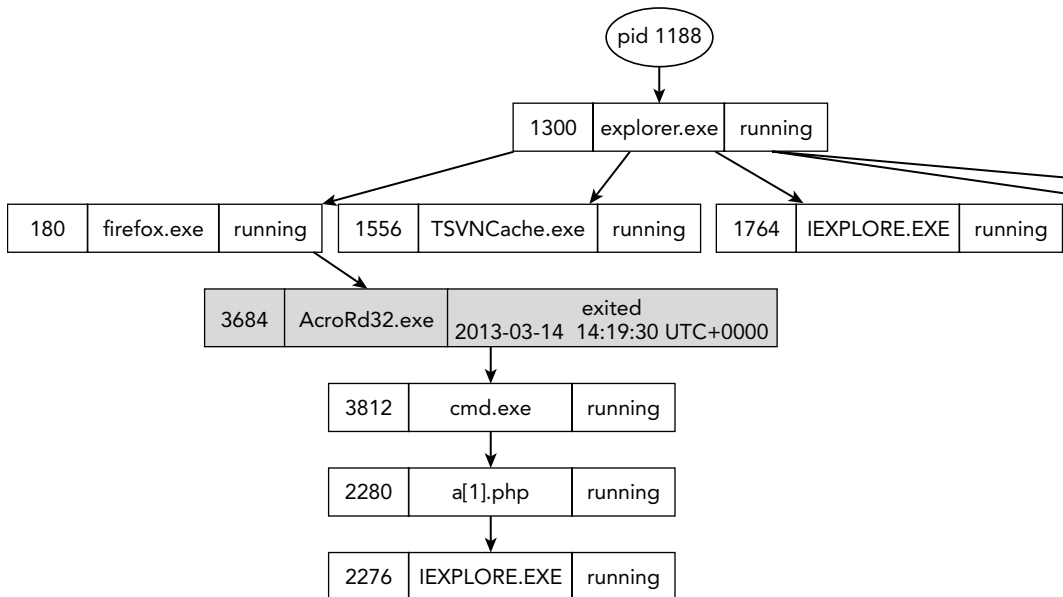 pid 1188
1300 explorer.exe running
180 firefox.exe running 1556 TSVNCache.exe running 1764 IEXPLORE.EXE running
3684 AcroRd32.exe exited
2013-03-14 14:19:30 UTC+0000
3812 cmd.exe running
2280 a[1].php running
2276 IEXPLORE.EXE running